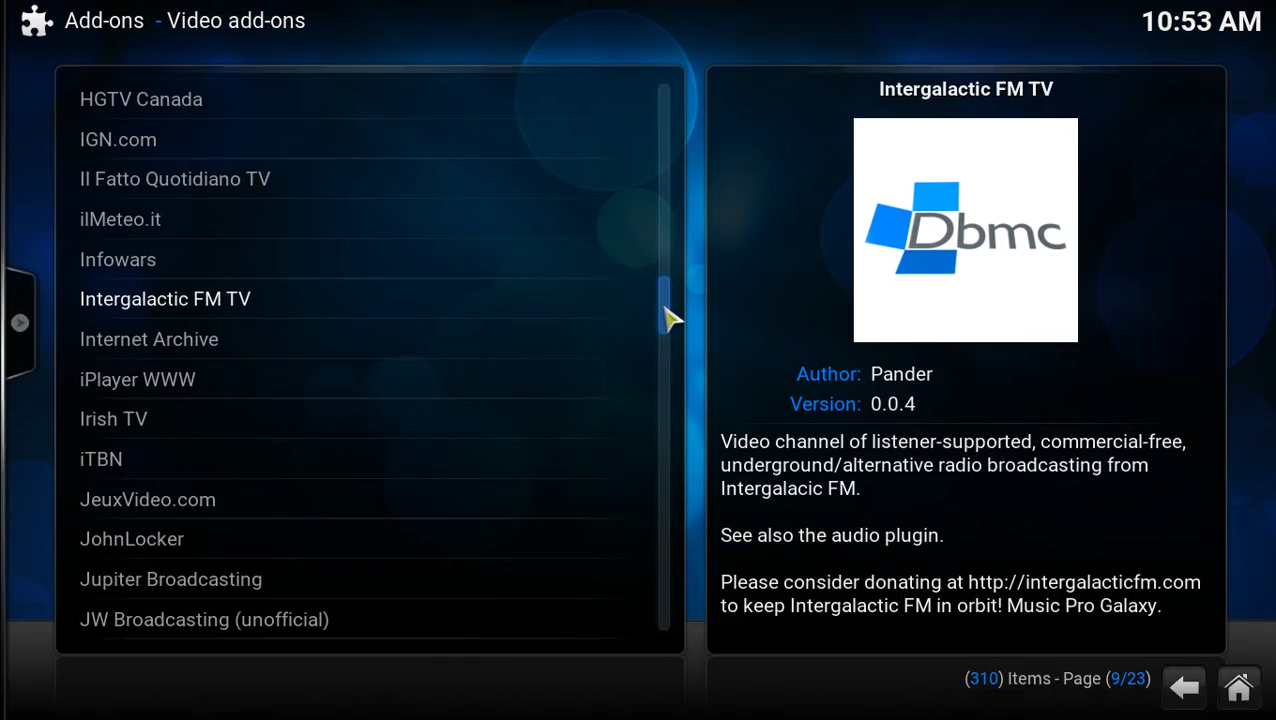 Add-ons - Video add-ons
10:53 AM
HGTV Canada
IGN.com
Il Fatto Quotidiano TV
ilMeteo.it
Infowars
Intergalactic FM TV
Internet Archive
iPlayer WWW
Irish TV
iTBN
JeuxVideo.com
JohnLocker
Jupiter Broadcasting
JW Broadcasting (unofficial)
Intergalactic FM TV
Dbmc
Author: Pander
Version: 0.0.4
Video channel of listener-supported, commercial-free,
underground/alternative radio broadcasting from
Intergalacic FM.
See also the audio plugin.
Please consider donating at http://intergalacticfm.com
to keep Intergalactic FM in orbit! Music Pro Galaxy.
(310) Items - Page (9/23)